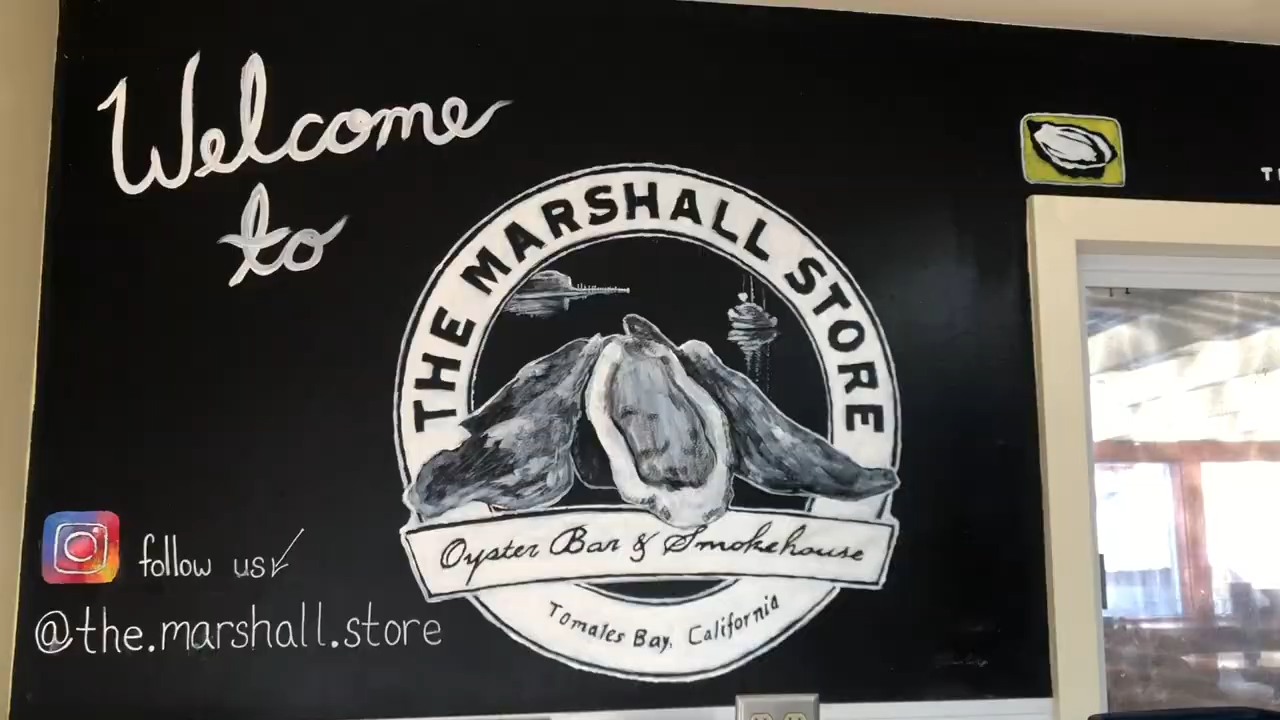 Welcome
to
THE MARSHALL STORE
Oyster Bar & Smokehouse
Tomales Bay, California
follow us
@the.marshall.store